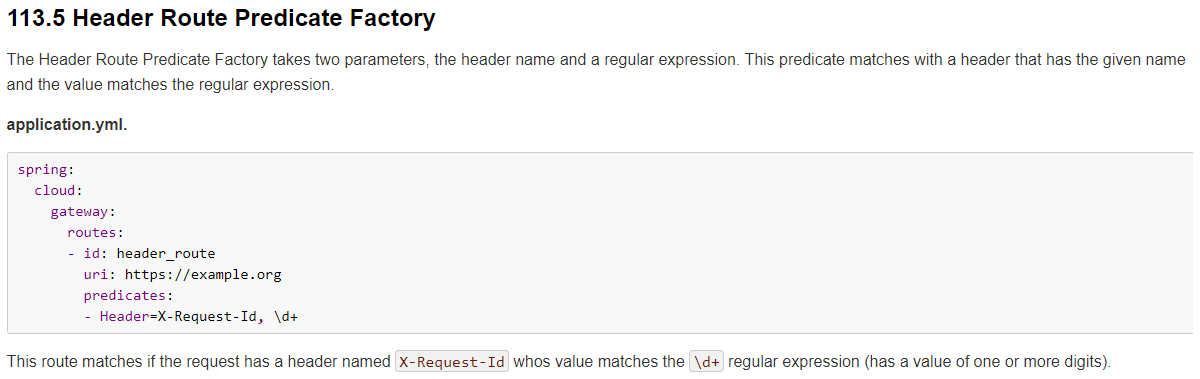 113.5 Header Route Predicate Factory
The Header Route Predicate Factory takes two parameters, the header name and a regular expression. This predicate matches with a header that has the given name
and the value matches the regular expression.
application.yml.
spring:
  cloud:
    gateway:
      routes:
      - id: header_route
        uri: https://example.org
        predicates:
        - Header=X-Request-Id, \d+
This route matches if the request has a header named X-Request-Id whos value matches the \d+ regular expression (has a value of one or more digits).